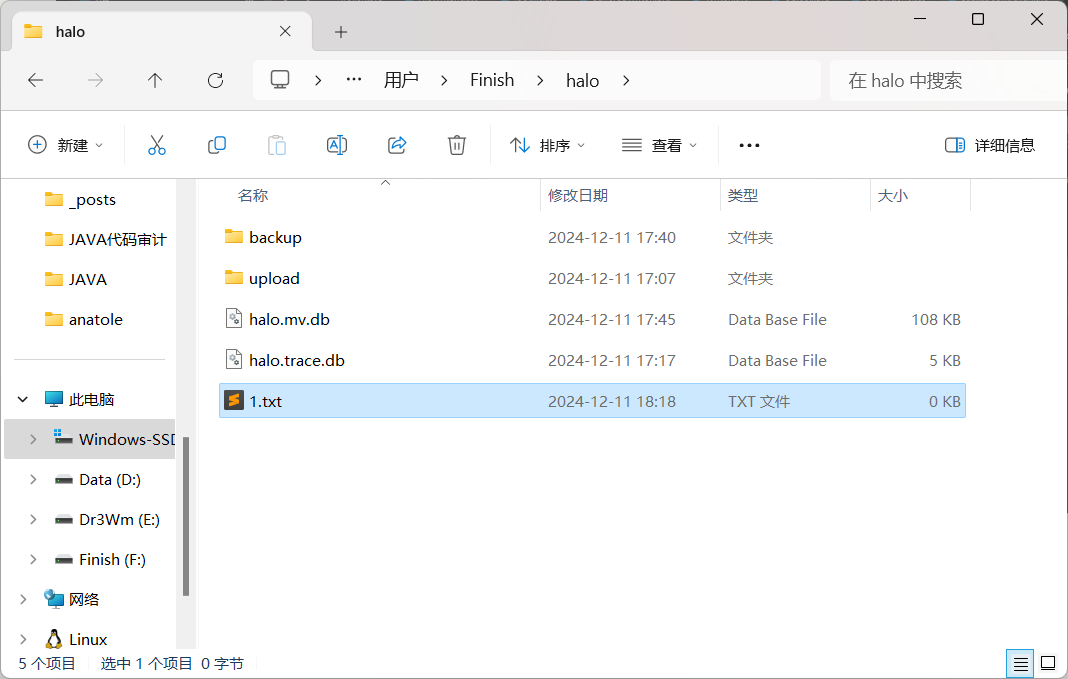 halo
用户 Finish halo 在 halo 中搜索
新建 排序 查看 详细信息
名称 修改日期 类型 大小
_posts
JAVA代码审计
JAVA
anatole
此电脑
Windows-SSD
Data (D:)
Dr3Wm (E:)
Finish (F:)
网络
Linux
backup 2024-12-11 17:40 文件夹
upload 2024-12-11 17:07 文件夹
halo.mv.db 2024-12-11 17:45 Data Base File 108 KB
halo.trace.db 2024-12-11 17:17 Data Base File 5 KB
1.txt 2024-12-11 18:18 TXT 文件 0 KB
5 个项目 选中 1 个项目 0 字节